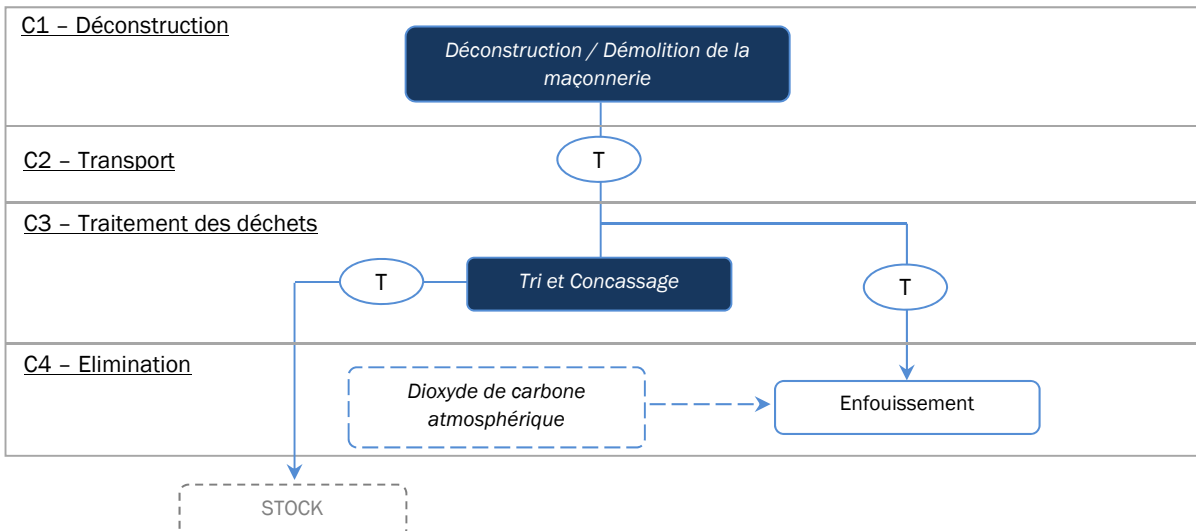 C1 – Déconstruction
Déconstruction / Démolition de la
maçonnerie
C2 – Transport
T
C3 – Traitement des déchets
T
Tri et Concassage
T
C4 – Elimination
Dioxyde de carbone
atmosphérique
Enfouissement
STOCK